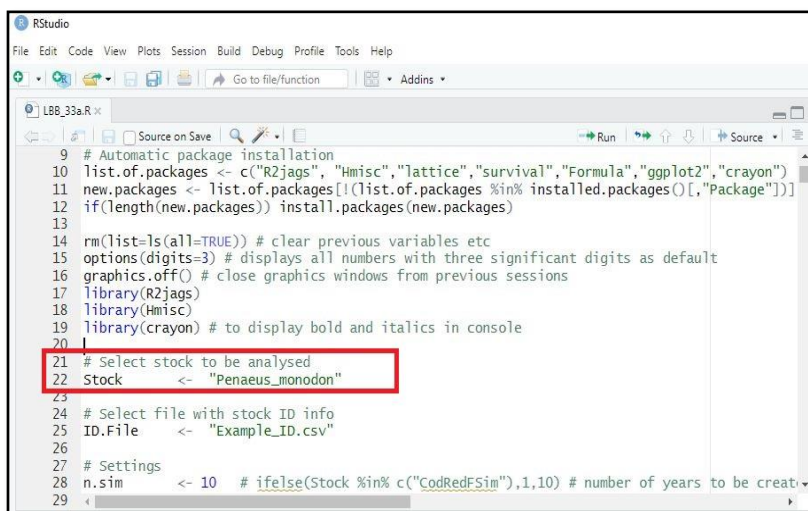 RStudio
File Edit Code View Plots Session Build Debug Profile Tools Help
Go to file/function Addins
LBB_33a.R
Source on Save Run Source
9 # Automatic package installation
10 list.of.packages <- c("R2jags", "Hmisc","lattice","survival","Formula","ggplot2","crayon")
11 new.packages <- list.of.packages[!(list.of.packages %in% installed.packages()[,"Package"])]
12 if(length(new.packages)) install.packages(new.packages)
13
14 rm(list=ls(all=TRUE)) # clear previous variables etc
15 options(digits=3) # displays all numbers with three significant digits as default
16 graphics.off() # close graphics windows from previous sessions
17 library(R2jags)
18 library(Hmisc)
19 library(crayon) # to display bold and italics in console
20
21 # Select stock to be analysed
22 Stock <- "Penaeus_monodon"
23
24 # Select file with stock ID info
25 ID.File <- "Example_ID.csv"
26
27 # Settings
28 n.sim <- 10 # ifelse(Stock %in% c("CodRedFSim"),1,10) # number of years to be creat
29